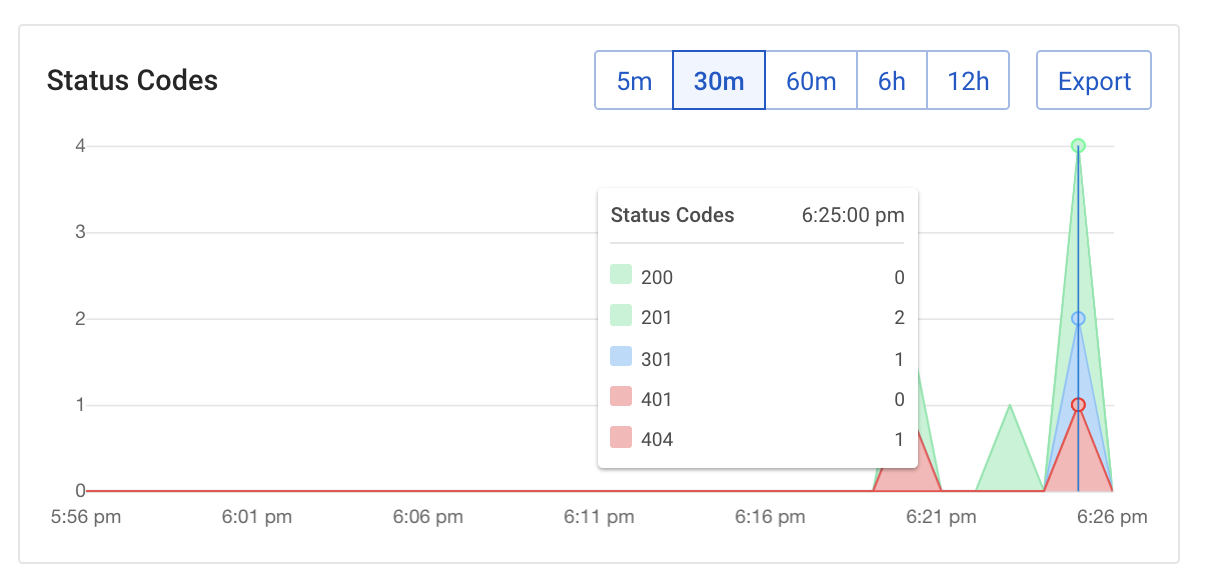 Status Codes
5m 30m 60m 6h 12h Export
4
3
2
1
0
Status Codes 6:25:00 pm
200 0
201 2
301 1
401 0
404 1
5:56 pm 6:01 pm 6:06 pm 6:11 pm 6:16 pm 6:21 pm 6:26 pm